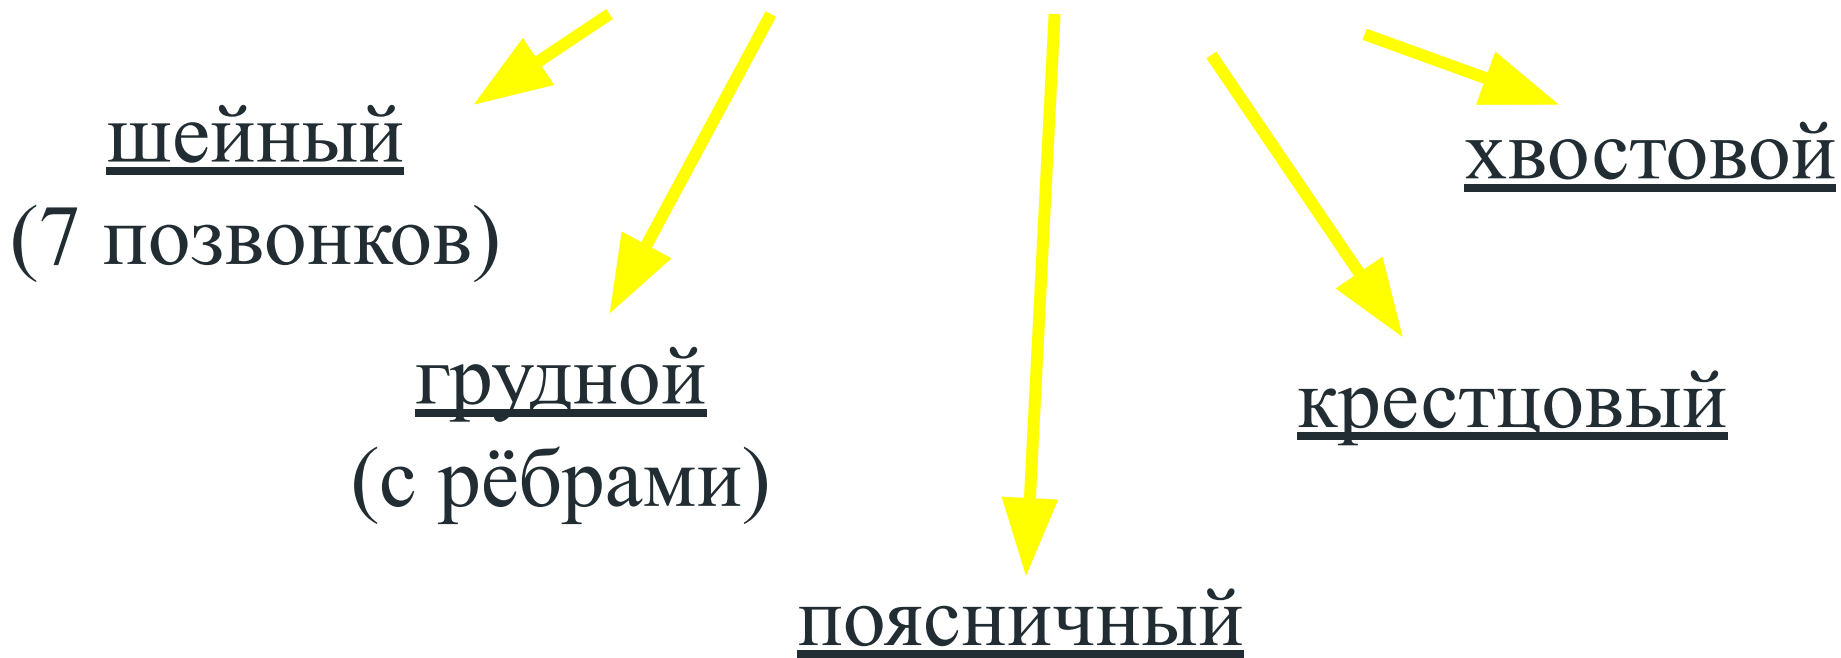 шейный
(7 позвонков)
грудной
(с рёбрами)
поясничный
крестцовый
хвостовой